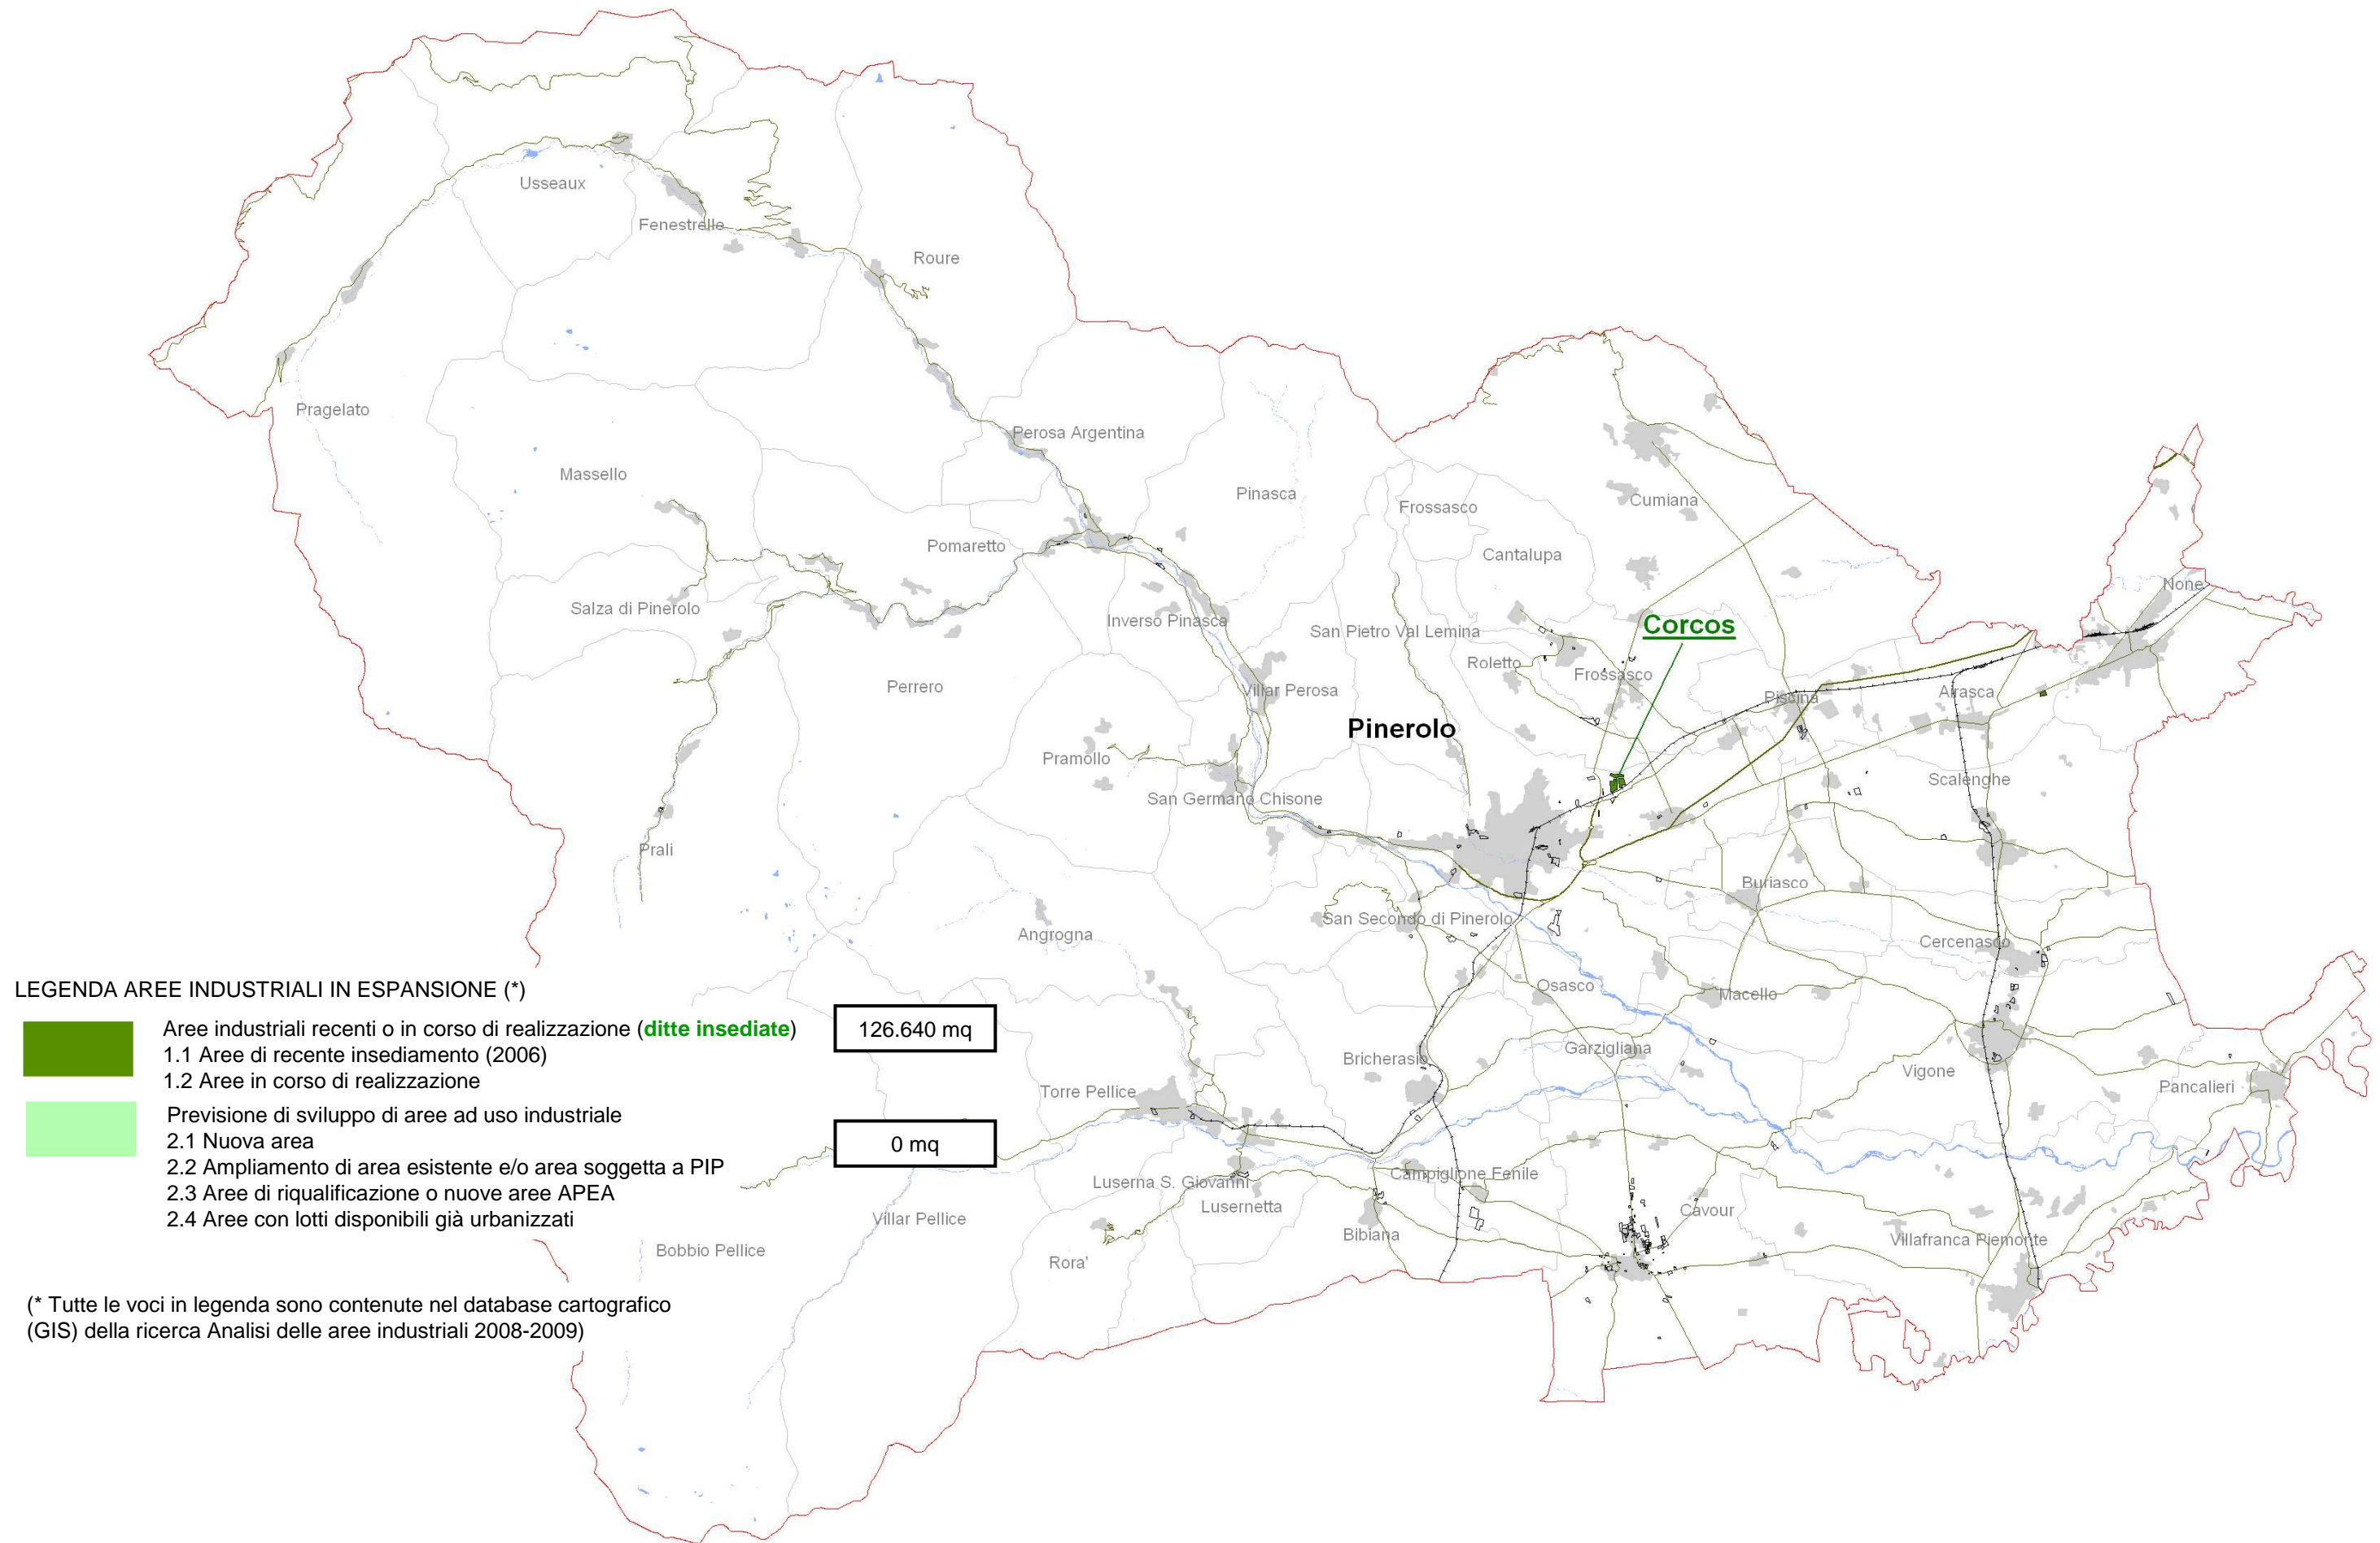 Usseaux
Fenestrelle
Roure
Pragelato
Perosa Argentina
Massello
Pinasca
Frossasco
Cumiana
Pomaretto
Cantalupa
None
Salza di Pinerolo
Inverso Pinasca
San Pietro Val Lemina
Corcos
Roletto
Frossasco
Perrero
Villar Perosa
Piscina
Airasca
Pinerolo
Pramollo
San Germano Chisone
Scalenghe
Prali
Buriasco
San Secondo di Pinerolo
Angrogna
Cercenasco
Osasco
Macello
LEGENDA AREE INDUSTRIALI IN ESPANSIONE (*)
Aree industriali recenti o in corso di realizzazione (ditte insediate)
126.640 mq
1.1 Aree di recente insediamento (2006)
1.2 Aree in corso di realizzazione
Bricherasio
Garzigliana
Vigone
Pancalieri
Torre Pellice
Previsione di sviluppo di aree ad uso industriale
2.1 Nuova area
0 mq
2.2 Ampliamento di area esistente e/o area soggetta a PIP
2.3 Aree di riqualificazione o nuove aree APEA
2.4 Aree con lotti disponibili già urbanizzati
Luserna S. Giovanni
Campiglione Fenile
Lusernetta
Villar Pellice
Cavour
Bibiana
Villafranca Piemonte
Bobbio Pellice
Rora'
(* Tutte le voci in legenda sono contenute nel database cartografico
(GIS) della ricerca Analisi delle aree industriali 2008-2009)